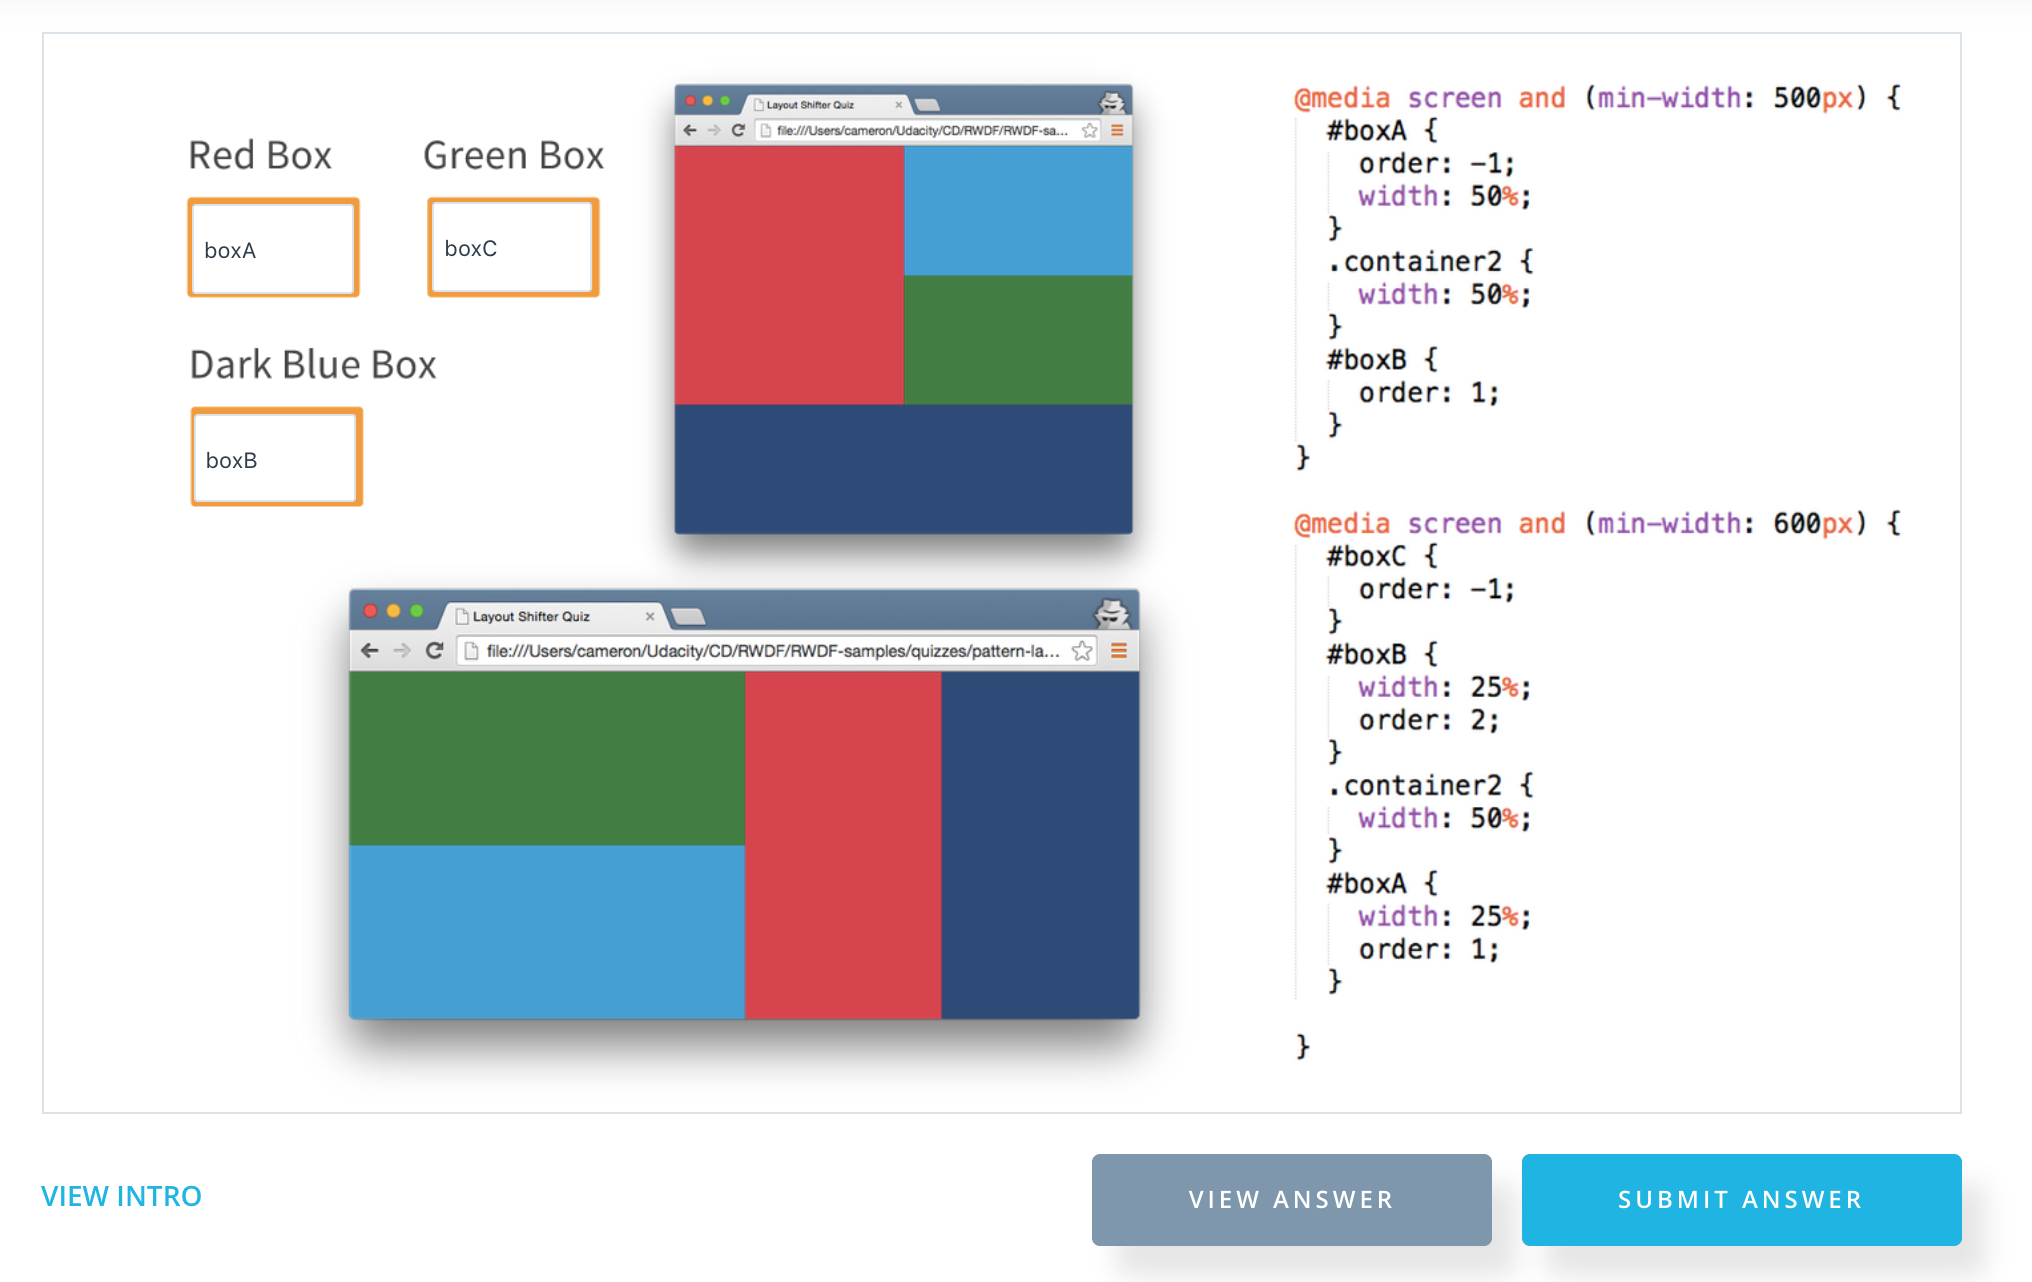 Red Box
Green Box
boxA
boxC
Dark Blue Box
boxB
Layout Shifter Quiz
file:///Users/cameron/Udacity/CD/RWDF/RWDF-sa...
Layout Shifter Quiz
file:///Users/cameron/Udacity/CD/RWDF/RWDF-samples/quizzes/pattern-la...
@media screen and (min-width: 500px) {
#boxA {
order: -1;
width: 50%;
}
.container2 {
width: 50%;
}
#boxB {
order: 1;
}
}
@media screen and (min-width: 600px) {
#boxC {
order: -1;
}
#boxB {
width: 25%;
order: 2;
}
.container2 {
width: 50%;
}
#boxA {
width: 25%;
order: 1;
}
}
VIEW INTRO
VIEW ANSWER
SUBMIT ANSWER